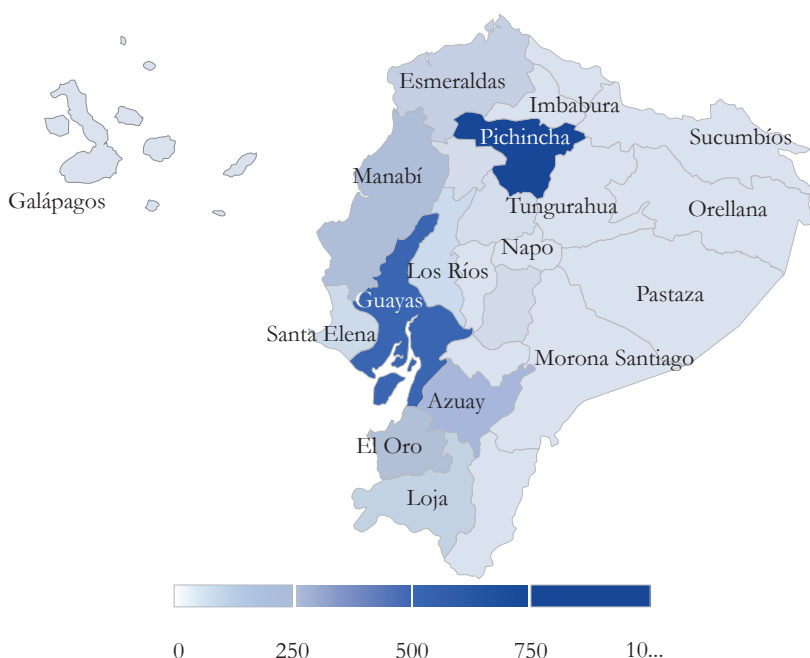 Esmeraldas
Imbabura
Pichincha
Sucumbíos
Manabí
Galápagos
Tungurahua
Orellana
Napo
Los Ríos
Guayas
Pastaza
Santa Elena
Morona Santiago
Azuay
El Oro
Loja
0 250 500 750 10...